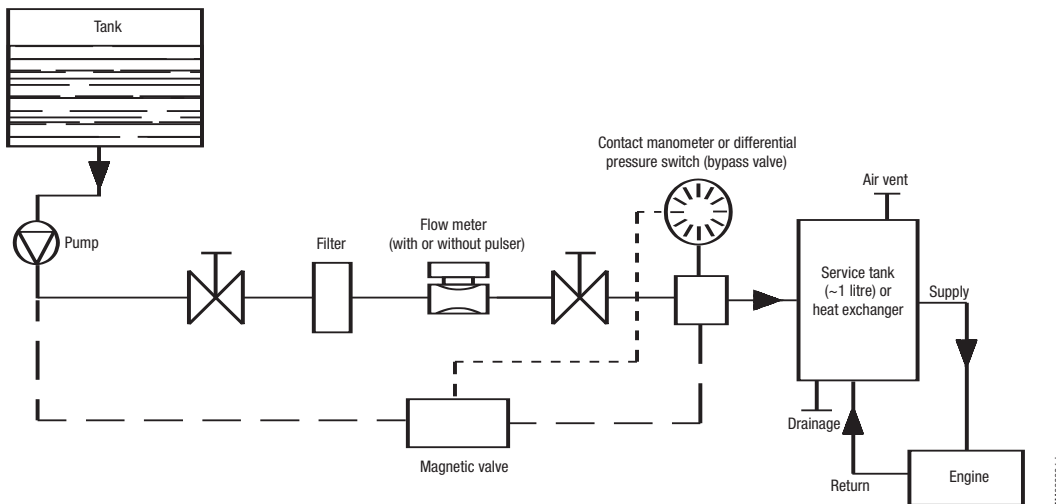 Tank
Contact manometer or differential
pressure switch (bypass valve)
Air vent
Pump
Filter
Flow meter
(with or without pulser)
Service tank
(~1 litre) or
heat exchanger
Supply
Drainage
Magnetic valve
Return
Engine